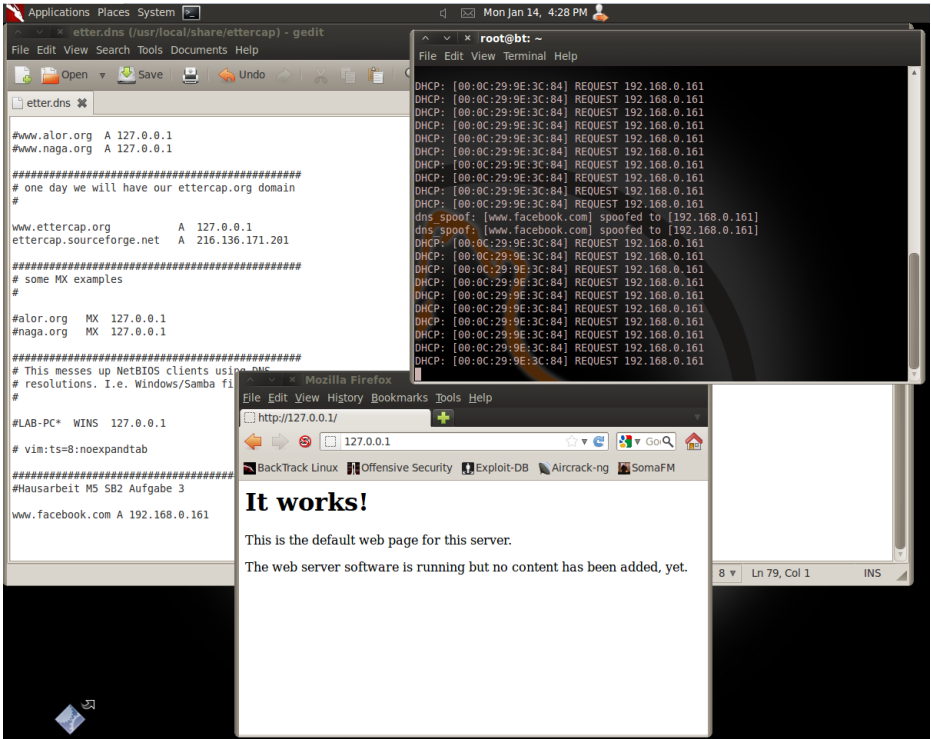 Applications Places System
Mon Jan 14, 4:28 PM
etter.dns (/usr/local/share/ettercap) - gedit
File Edit View Search Tools Documents Help
Open Save Undo
etter.dns
#www.alor.org A 127.0.0.1
#www.naga.org A 127.0.0.1
###############################################
# one day we will have our ettercap.org domain
#
www.ettercap.org A 127.0.0.1
ettercap.sourceforge.net A 216.136.171.201
###############################################
# some MX examples
#
#alor.org MX 127.0.0.1
#naga.org MX 127.0.0.1
###############################################
# This messes up NetBIOS clients using DNS
# resolutions. I.e. Windows/Samba fi
#
#LAB-PC* WINS 127.0.0.1
# vim:ts=8:noexpandtab
####################################
#Hausarbeit M5 SB2 Aufgabe 3
www.facebook.com A 192.168.0.161
8 Ln 79, Col 1 INS
root@bt: ~
File Edit View Terminal Help
DHCP: [00:0C:29:9E:3C:84] REQUEST 192.168.0.161
DHCP: [00:0C:29:9E:3C:84] REQUEST 192.168.0.161
DHCP: [00:0C:29:9E:3C:84] REQUEST 192.168.0.161
DHCP: [00:0C:29:9E:3C:84] REQUEST 192.168.0.161
DHCP: [00:0C:29:9E:3C:84] REQUEST 192.168.0.161
DHCP: [00:0C:29:9E:3C:84] REQUEST 192.168.0.161
DHCP: [00:0C:29:9E:3C:84] REQUEST 192.168.0.161
DHCP: [00:0C:29:9E:3C:84] REQUEST 192.168.0.161
DHCP: [00:0C:29:9E:3C:84] REQUEST 192.168.0.161
DHCP: [00:0C:29:9E:3C:84] REQUEST 192.168.0.161
dns_spoof: [www.facebook.com] spoofed to [192.168.0.161]
dns_spoof: [www.facebook.com] spoofed to [192.168.0.161]
DHCP: [00:0C:29:9E:3C:84] REQUEST 192.168.0.161
DHCP: [00:0C:29:9E:3C:84] REQUEST 192.168.0.161
DHCP: [00:0C:29:9E:3C:84] REQUEST 192.168.0.161
DHCP: [00:0C:29:9E:3C:84] REQUEST 192.168.0.161
DHCP: [00:0C:29:9E:3C:84] REQUEST 192.168.0.161
DHCP: [00:0C:29:9E:3C:84] REQUEST 192.168.0.161
DHCP: [00:0C:29:9E:3C:84] REQUEST 192.168.0.161
DHCP: [00:0C:29:9E:3C:84] REQUEST 192.168.0.161
DHCP: [00:0C:29:9E:3C:84] REQUEST 192.168.0.161
DHCP: [00:0C:29:9E:3C:84] REQUEST 192.168.0.161
Mozilla Firefox
File Edit View History Bookmarks Tools Help
http://127.0.0.1/
127.0.0.1
BackTrack Linux Offensive Security Exploit-DB Aircrack-ng SomaFM
It works!
This is the default web page for this server.
The web server software is running but no content has been added, yet.